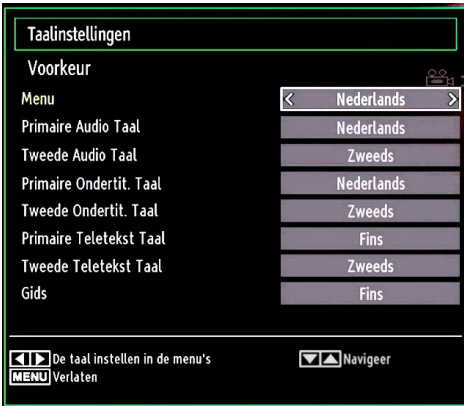 Taalinstellingen
Voorkeur
Menu Nederlands
Primaire Audio Taal Nederlands
Tweede Audio Taal Zweeds
Primaire Ondertit. Taal Nederlands
Tweede Ondertit. Taal Zweeds
Primaire Teletekst Taal Fins
Tweede Teletekst Taal Zweeds
Gids Fins
De taal instellen in de menu's Navigeer
MENU Verlaten